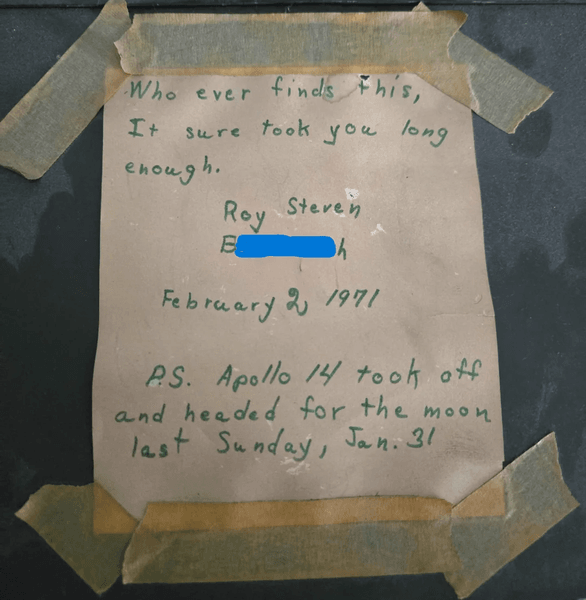 Who ever finds this,
It sure took you long
enough.
Roy Steven
February 2, 1971
P.S. Apollo 14 took off
and headed for the moon
last Sunday, Jan. 31